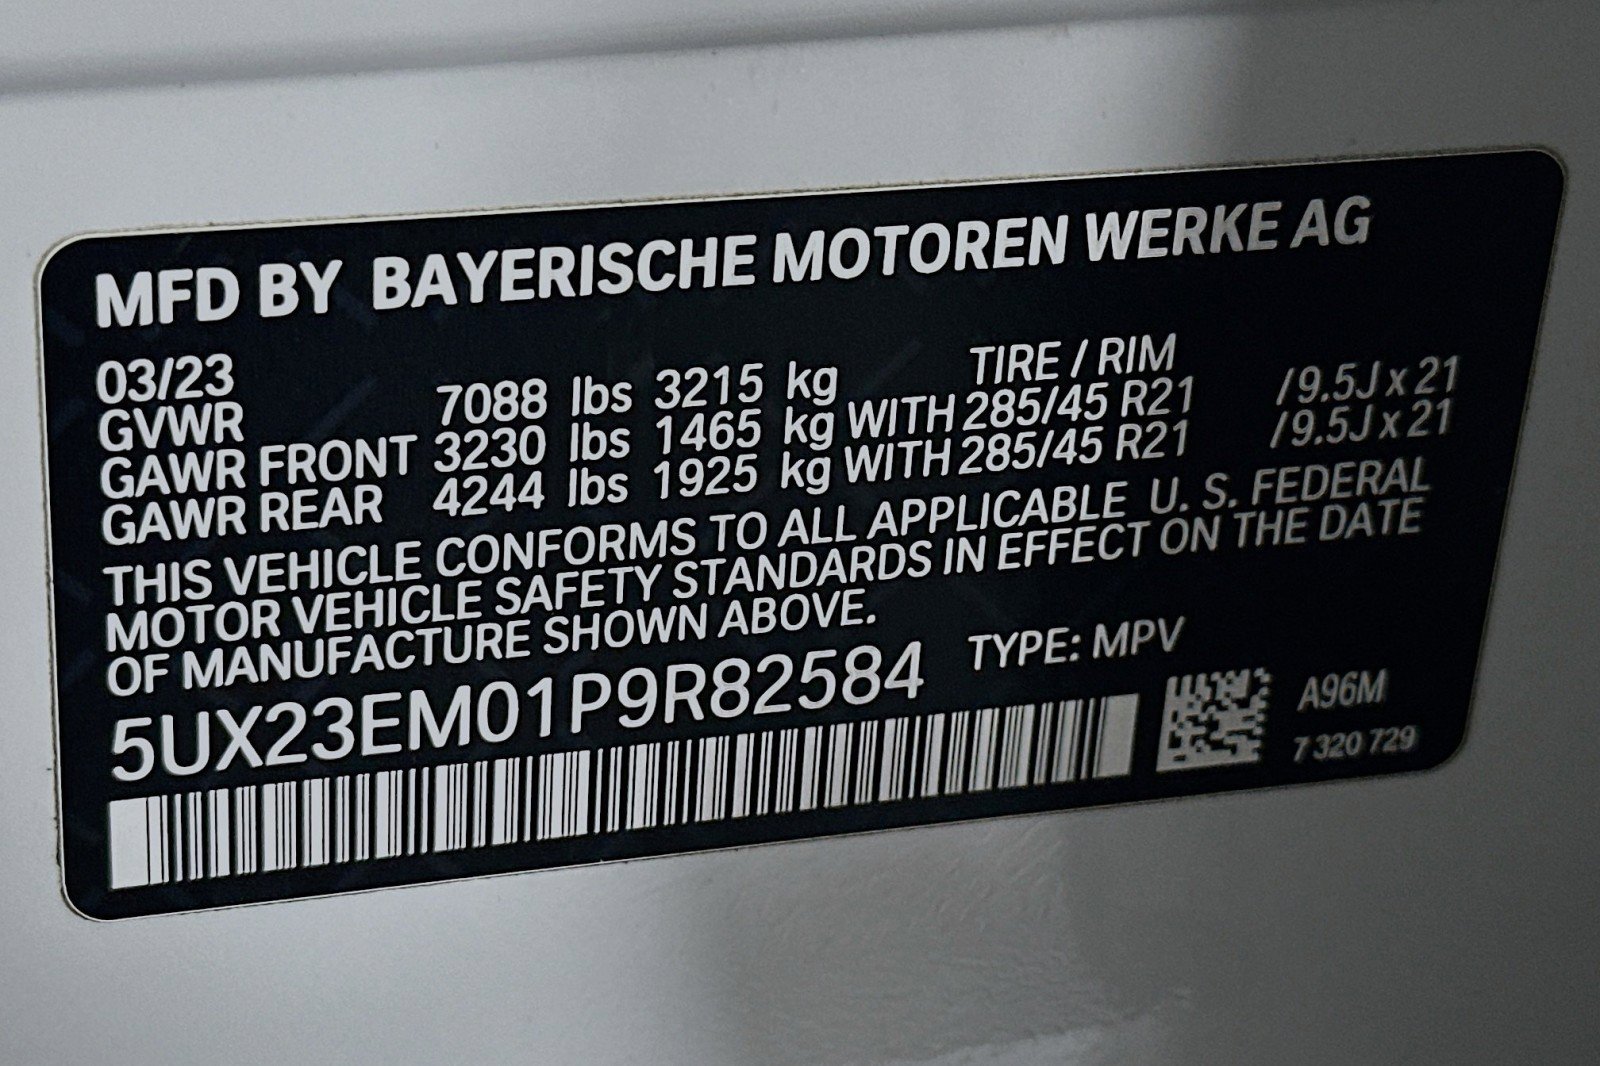 MFD BY BAYERISCHE MOTOREN WERKE AG
03/23 TIRE / RIM
GVWR 7088 lbs 3215 kg
GAWR FRONT 3230 lbs 1465 kg WITH 285/45 R21 /9.5J x 21
GAWR REAR 4244 lbs 1925 kg WITH 285/45 R21 /9.5J x 21
THIS VEHICLE CONFORMS TO ALL APPLICABLE U. S. FEDERAL
MOTOR VEHICLE SAFETY STANDARDS IN EFFECT ON THE DATE
OF MANUFACTURE SHOWN ABOVE.
5UX23EM01P9R82584 TYPE: MPV
A96M
7 320 729